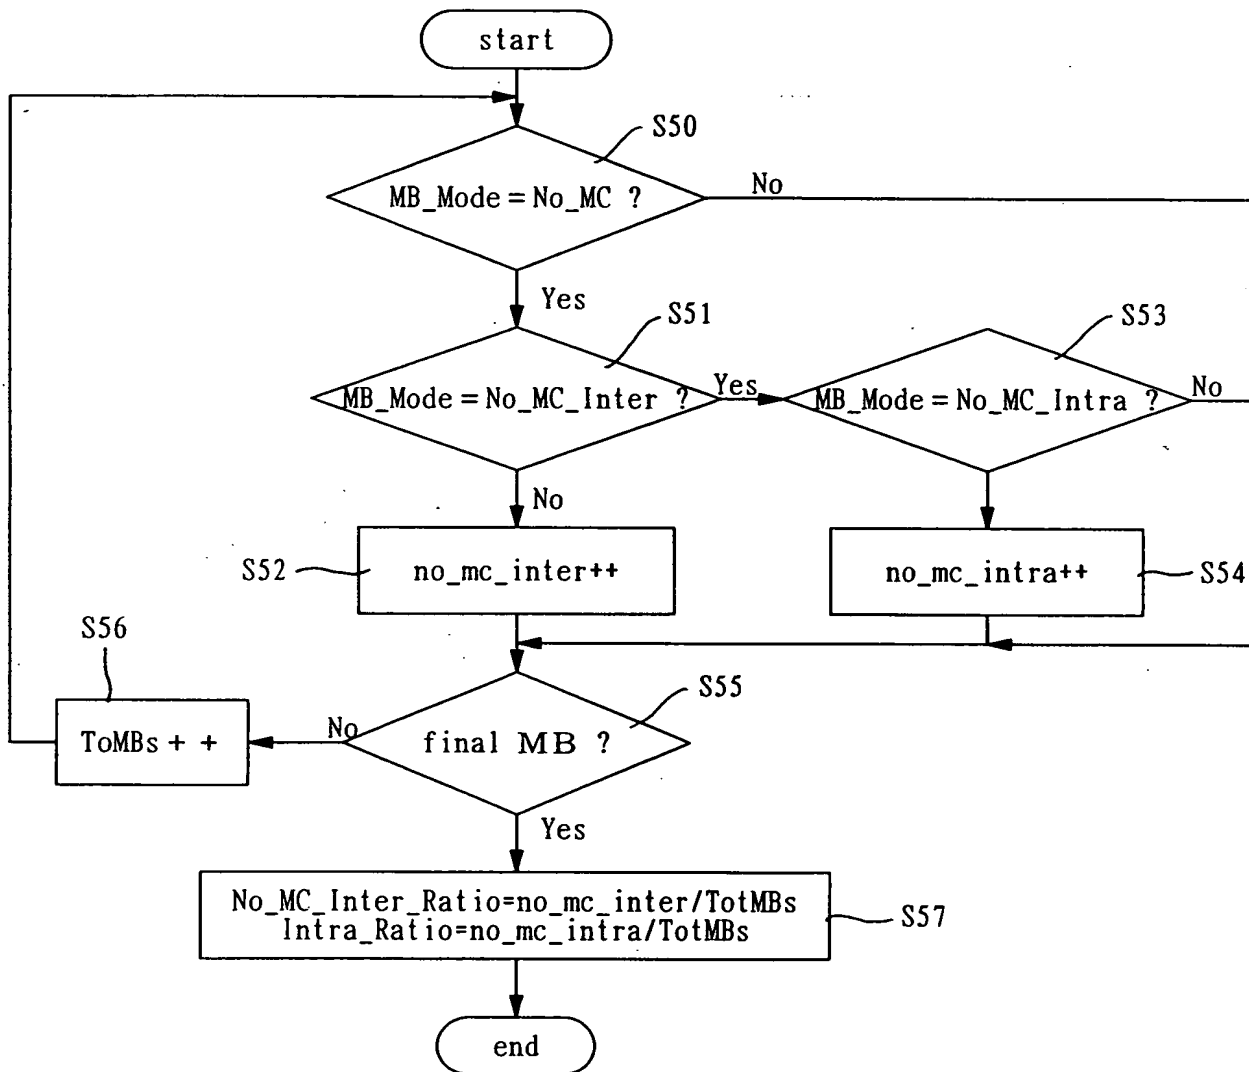 start
S50
MB_Mode = No_MC ?
No
Yes
S51
S53
MB_Mode = No_MC_Inter ?
Yes
MB_Mode = No_MC_Intra ?
No
No
S52
no_mc_inter++
no_mc_intra++
S54
S56
S55
ToMBs + +
No
final MB ?
Yes
No_MC_Inter_Ratio=no_mc_inter/TotMBs
Intra_Ratio=no_mc_intra/TotMBs
S57
end